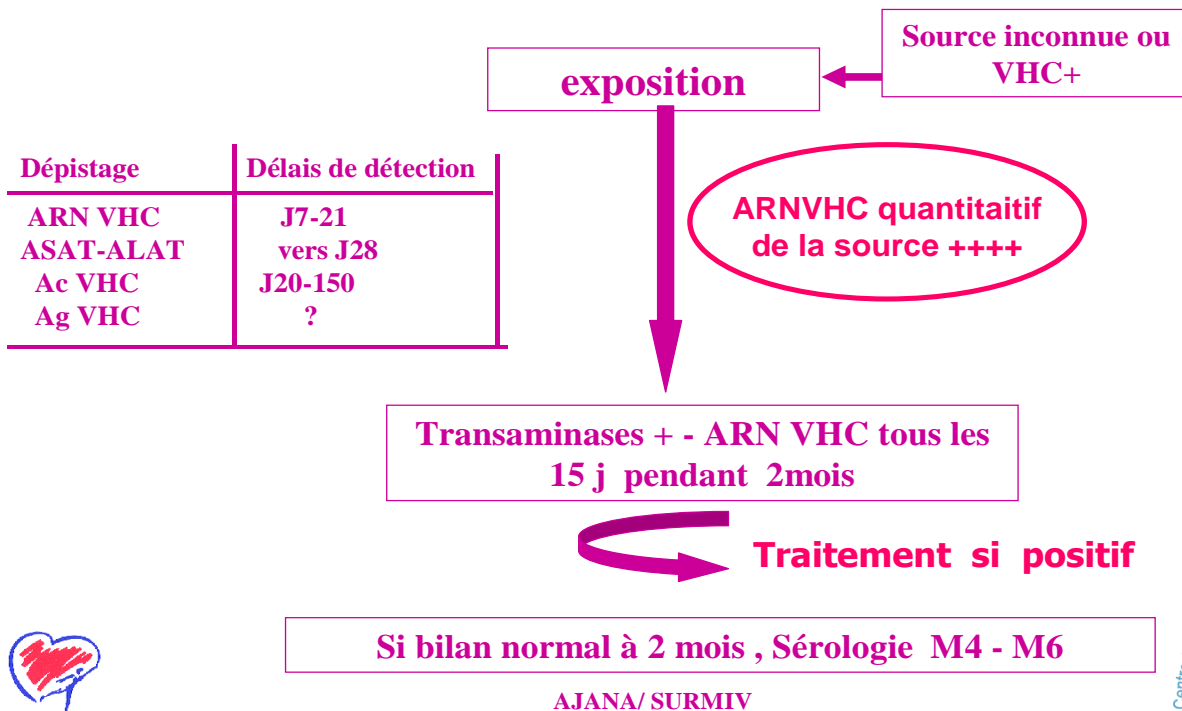 Source inconnue ou
VHC+
exposition
Dépistage Délais de détection
ARN VHC J7-21
ASAT-ALAT vers J28
Ac VHC J20-150
Ag VHC ?
ARNVHC quantitaitif
de la source ++++
Transaminases + - ARN VHC tous les
15 j pendant 2mois
Traitement si positif
Si bilan normal à 2 mois , Sérologie M4 - M6
AJANA/ SURMIV
Centre